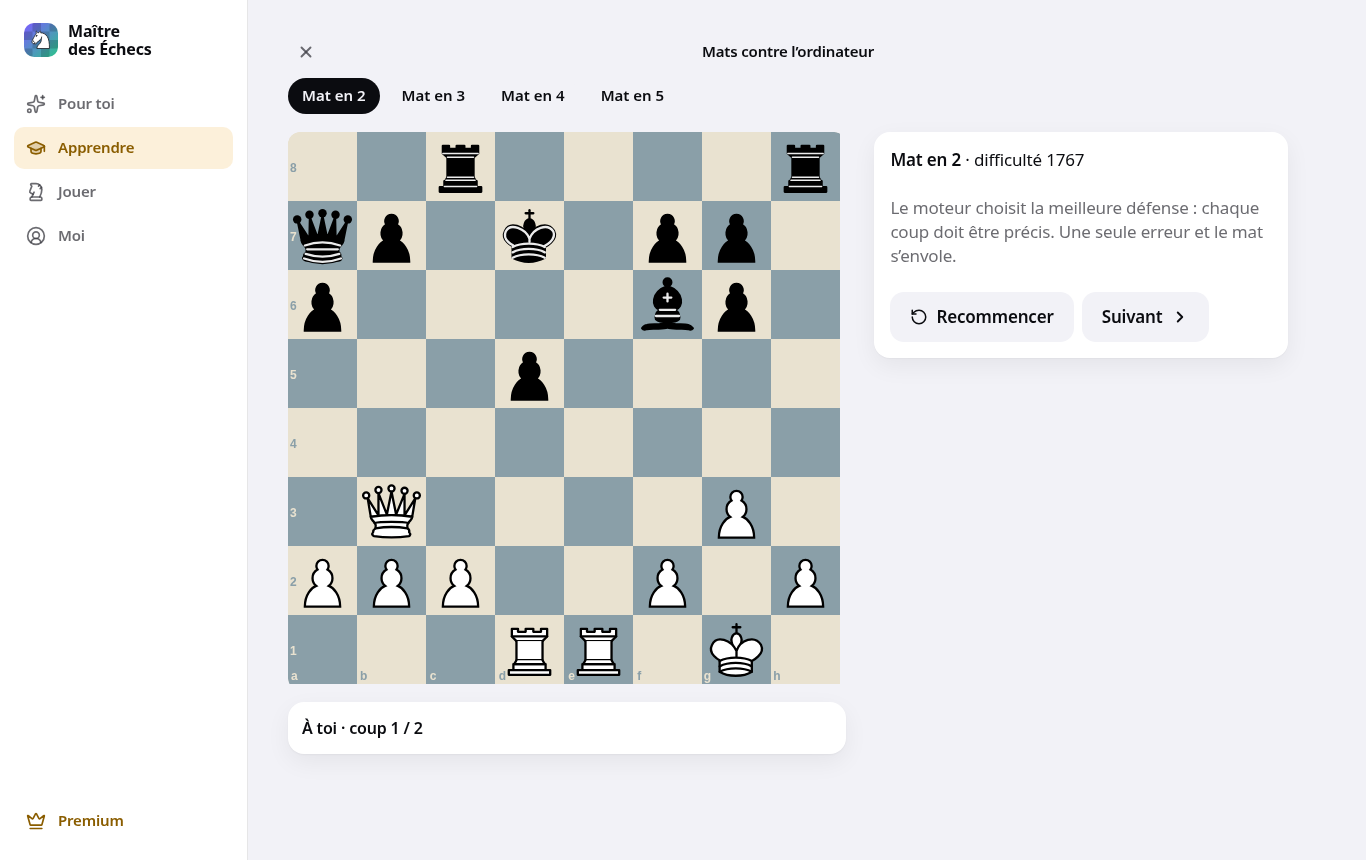 Maître
des Échecs
Pour toi
Apprendre
Jouer
Moi
Premium
Mats contre l’ordinateur
Mat en 2
Mat en 3
Mat en 4
Mat en 5
8
7
6
5
4
3
2
1
a b c d e f g h
À toi · coup 1 / 2
Mat en 2 · difficulté 1767
Le moteur choisit la meilleure défense : chaque
coup doit être précis. Une seule erreur et le mat
s’envole.
Recommencer
Suivant